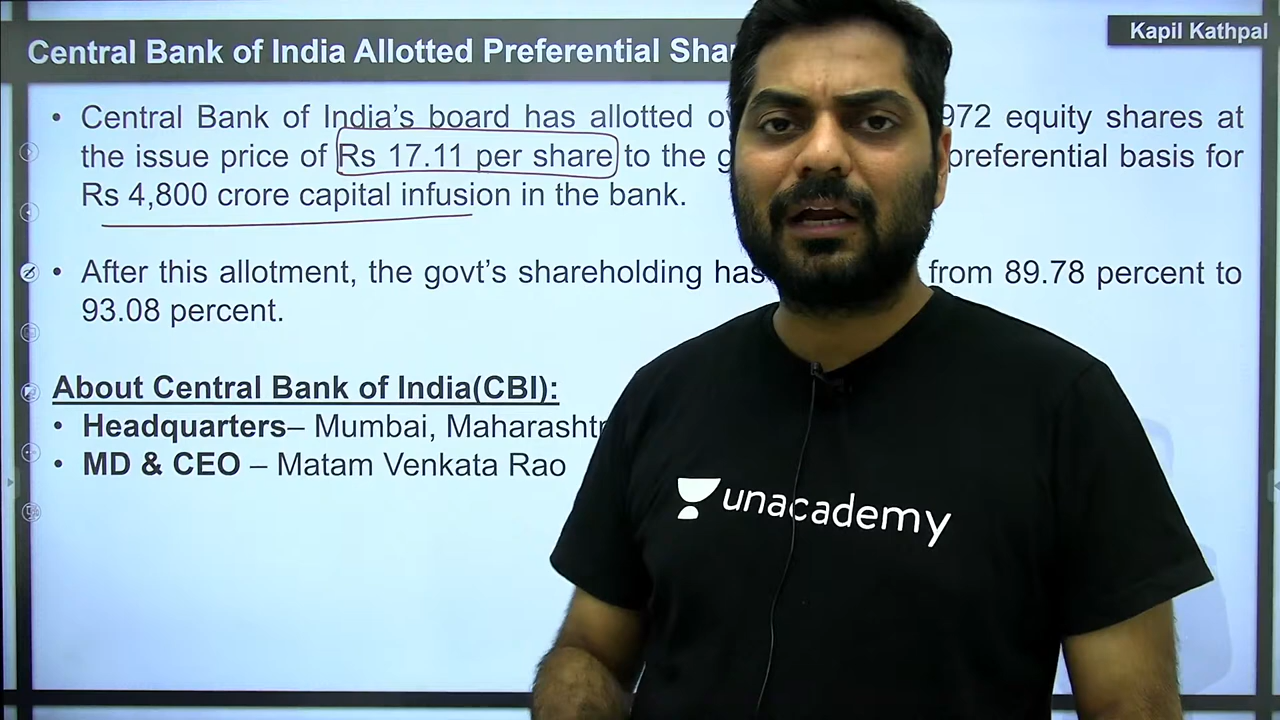 Central Bank of India Allotted Preferential
Kapil Kathpal
Central Bank of India's board has allotted 972 equity shares at
the issue price of Rs 17.11 per share to the preferential basis for
Rs 4,800 crore capital infusion in the bank.
After this allotment, the govt's shareholding has from 89.78 percent to
93.08 percent.
About Central Bank of India(CBI):
Headquarters– Mumbai,
MD & CEO – Matam Venkata Rao
unacademy